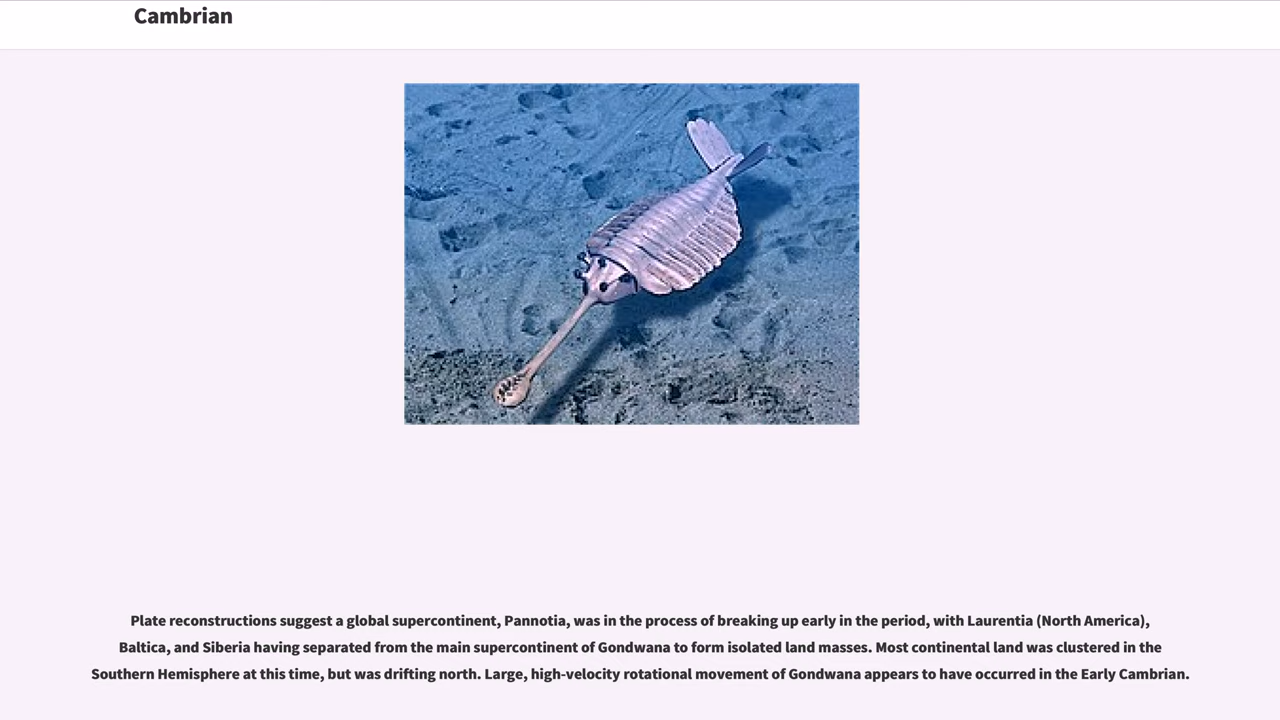 Cambrian
Plate reconstructions suggest a global supercontinent, Pannotia, was in the process of breaking up early in the period, with Laurentia (North America),
Baltica, and Siberia having separated from the main supercontinent of Gondwana to form isolated land masses. Most continental land was clustered in the
Southern Hemisphere at this time, but was drifting north. Large, high-velocity rotational movement of Gondwana appears to have occurred in the Early Cambrian.